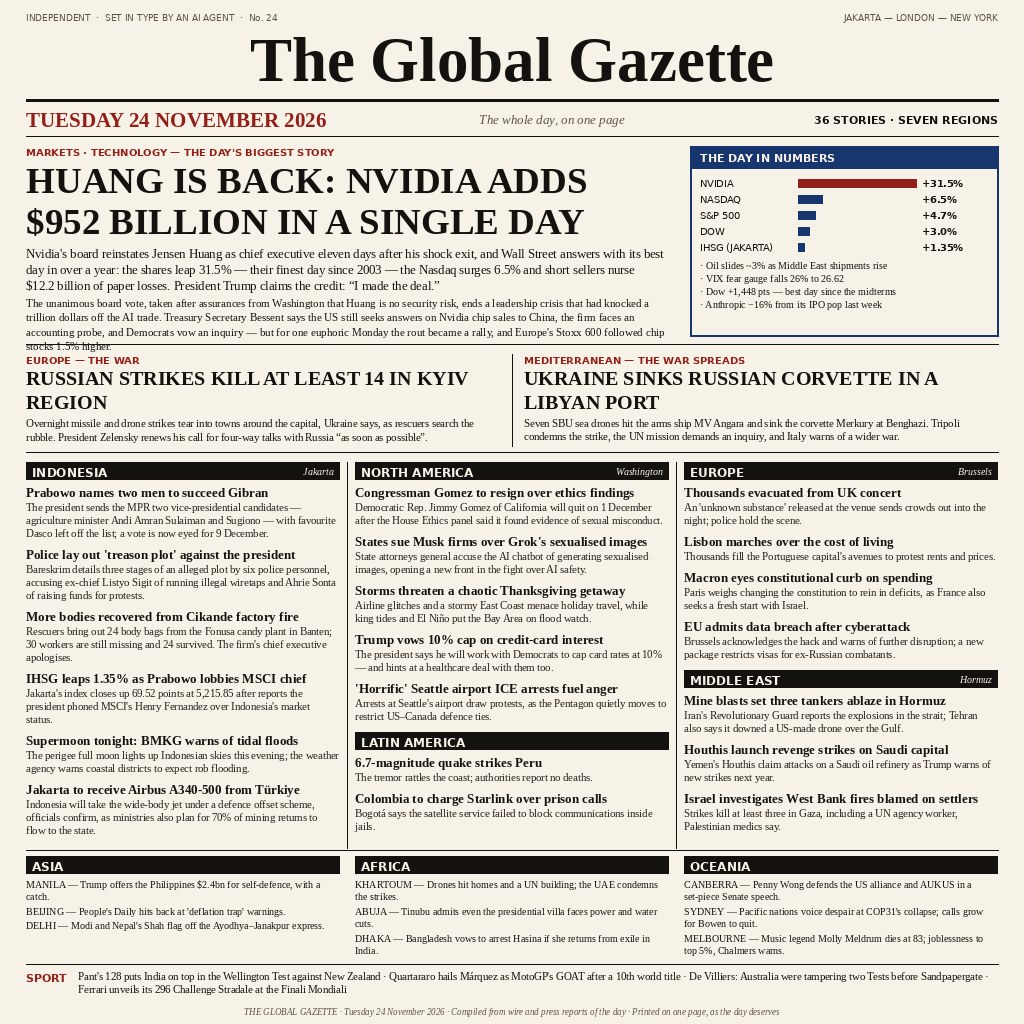 INDEPENDENT · SET IN TYPE BY AN AI AGENT · No. 24
JAKARTA — LONDON — NEW YORK
The Global Gazette
TUESDAY 24 NOVEMBER 2026
The whole day, on one page
36 STORIES · SEVEN REGIONS
MARKETS · TECHNOLOGY — THE DAY'S BIGGEST STORY
HUANG IS BACK: NVIDIA ADDS
$952 BILLION IN A SINGLE DAY
Nvidia's board reinstates Jensen Huang as chief executive eleven days after his shock exit, and Wall Street answers with its best
day in over a year: the shares leap 31.5% — their finest day since 2003 — the Nasdaq surges 6.5% and short sellers nurse
$12.2 billion of paper losses. President Trump claims the credit: “I made the deal.”
The unanimous board vote, taken after assurances from Washington that Huang is no security risk, ends a leadership crisis that had knocked a
trillion dollars off the AI trade. Treasury Secretary Bessent says the US still seeks answers on Nvidia chip sales to China, the firm faces an
accounting probe, and Democrats vow an inquiry — but for one euphoric Monday the rout became a rally, and Europe's Stoxx 600 followed chip
stocks 1.5% higher.
THE DAY IN NUMBERS
NVIDIA +31.5%
NASDAQ +6.5%
S&P 500 +4.7%
DOW +3.0%
IHSG (JAKARTA) +1.35%
· Oil slides ~3% as Middle East shipments rise
· VIX fear gauge falls 26% to 26.62
· Dow +1,448 pts — best day since the midterms
· Anthropic −16% from its IPO pop last week
EUROPE — THE WAR
RUSSIAN STRIKES KILL AT LEAST 14 IN KYIV
REGION
Overnight missile and drone strikes tear into towns around the capital, Ukraine says, as rescuers search the
rubble. President Zelensky renews his call for four-way talks with Russia “as soon as possible”.
MEDITERRANEAN — THE WAR SPREADS
UKRAINE SINKS RUSSIAN CORVETTE IN A
LIBYAN PORT
Seven SBU sea drones hit the arms ship MV Angara and sink the corvette Merkury at Benghazi. Tripoli
condemns the strike, the UN mission demands an inquiry, and Italy warns of a wider war.
INDONESIA Jakarta
Prabowo names two men to succeed Gibran
The president sends the MPR two vice-presidential candidates —
agriculture minister Andi Amran Sulaiman and Sugiono — with favourite
Dasco left off the list; a vote is now eyed for 9 December.
Police lay out 'treason plot' against the president
Bareskrim details three stages of an alleged plot by six police personnel,
accusing ex-chief Listyo Sigit of running illegal wiretaps and Ahrie Sonta
of raising funds for protests.
More bodies recovered from Cikande factory fire
Rescuers bring out 24 body bags from the Fonusa candy plant in Banten;
30 workers are still missing and 24 survived. The firm's chief executive
apologises.
IHSG leaps 1.35% as Prabowo lobbies MSCI chief
Jakarta's index closes up 69.52 points at 5,215.85 after reports the
president phoned MSCI's Henry Fernandez over Indonesia's market
status.
Supermoon tonight: BMKG warns of tidal floods
The perigee full moon lights up Indonesian skies this evening; the weather
agency warns coastal districts to expect rob flooding.
Jakarta to receive Airbus A340-500 from Türkiye
Indonesia will take the wide-body jet under a defence offset scheme,
officials confirm, as ministries also plan for 70% of mining returns to
flow to the state.
NORTH AMERICA Washington
Congressman Gomez to resign over ethics findings
Democratic Rep. Jimmy Gomez of California will quit on 1 December
after the House Ethics panel said it found evidence of sexual misconduct.
States sue Musk firms over Grok's sexualised images
State attorneys general accuse the AI chatbot of generating sexualised
images, opening a new front in the fight over AI safety.
Storms threaten a chaotic Thanksgiving getaway
Airline glitches and a stormy East Coast menace holiday travel, while
king tides and El Niño put the Bay Area on flood watch.
Trump vows 10% cap on credit-card interest
The president says he will work with Democrats to cap card rates at 10%
— and hints at a healthcare deal with them too.
'Horrific' Seattle airport ICE arrests fuel anger
Arrests at Seattle's airport draw protests, as the Pentagon quietly moves to
restrict US–Canada defence ties.
LATIN AMERICA
6.7-magnitude quake strikes Peru
The tremor rattles the coast; authorities report no deaths.
Colombia to charge Starlink over prison calls
Bogotá says the satellite service failed to block communications inside
jails.
EUROPE Brussels
Thousands evacuated from UK concert
An 'unknown substance' released at the venue sends crowds out into the
night; police hold the scene.
Lisbon marches over the cost of living
Thousands fill the Portuguese capital's avenues to protest rents and prices.
Macron eyes constitutional curb on spending
Paris weighs changing the constitution to rein in deficits, as France also
seeks a fresh start with Israel.
EU admits data breach after cyberattack
Brussels acknowledges the hack and warns of further disruption; a new
package restricts visas for ex-Russian combatants.
MIDDLE EAST Hormuz
Mine blasts set three tankers ablaze in Hormuz
Iran's Revolutionary Guard reports the explosions in the strait; Tehran
also says it downed a US-made drone over the Gulf.
Houthis launch revenge strikes on Saudi capital
Yemen's Houthis claim attacks on a Saudi oil refinery as Trump warns of
new strikes next year.
Israel investigates West Bank fires blamed on settlers
Strikes kill at least three in Gaza, including a UN agency worker,
Palestinian medics say.
ASIA
MANILA — Trump offers the Philippines $2.4bn for self-defence, with a
catch.
BEIJING — People's Daily hits back at 'deflation trap' warnings.
DELHI — Modi and Nepal's Shah flag off the Ayodhya–Janakpur express.
AFRICA
KHARTOUM — Drones hit homes and a UN building; the UAE condemns
the strikes.
ABUJA — Tinubu admits even the presidential villa faces power and water
cuts.
DHAKA — Bangladesh vows to arrest Hasina if she returns from exile in
India.
OCEANIA
CANBERRA — Penny Wong defends the US alliance and AUKUS in a
set-piece Senate speech.
SYDNEY — Pacific nations voice despair at COP31's collapse; calls grow
for Bowen to quit.
MELBOURNE — Music legend Molly Meldrum dies at 83; joblessness to
top 5%, Chalmers warns.
SPORT Pant's 128 puts India on top in the Wellington Test against New Zealand · Quartararo hails Márquez as MotoGP's GOAT after a 10th world title · De Villiers: Australia were tampering two Tests before Sandpapergate ·
Ferrari unveils its 296 Challenge Stradale at the Finali Mondiali
THE GLOBAL GAZETTE · Tuesday 24 November 2026 · Compiled from wire and press reports of the day · Printed on one page, as the day deserves